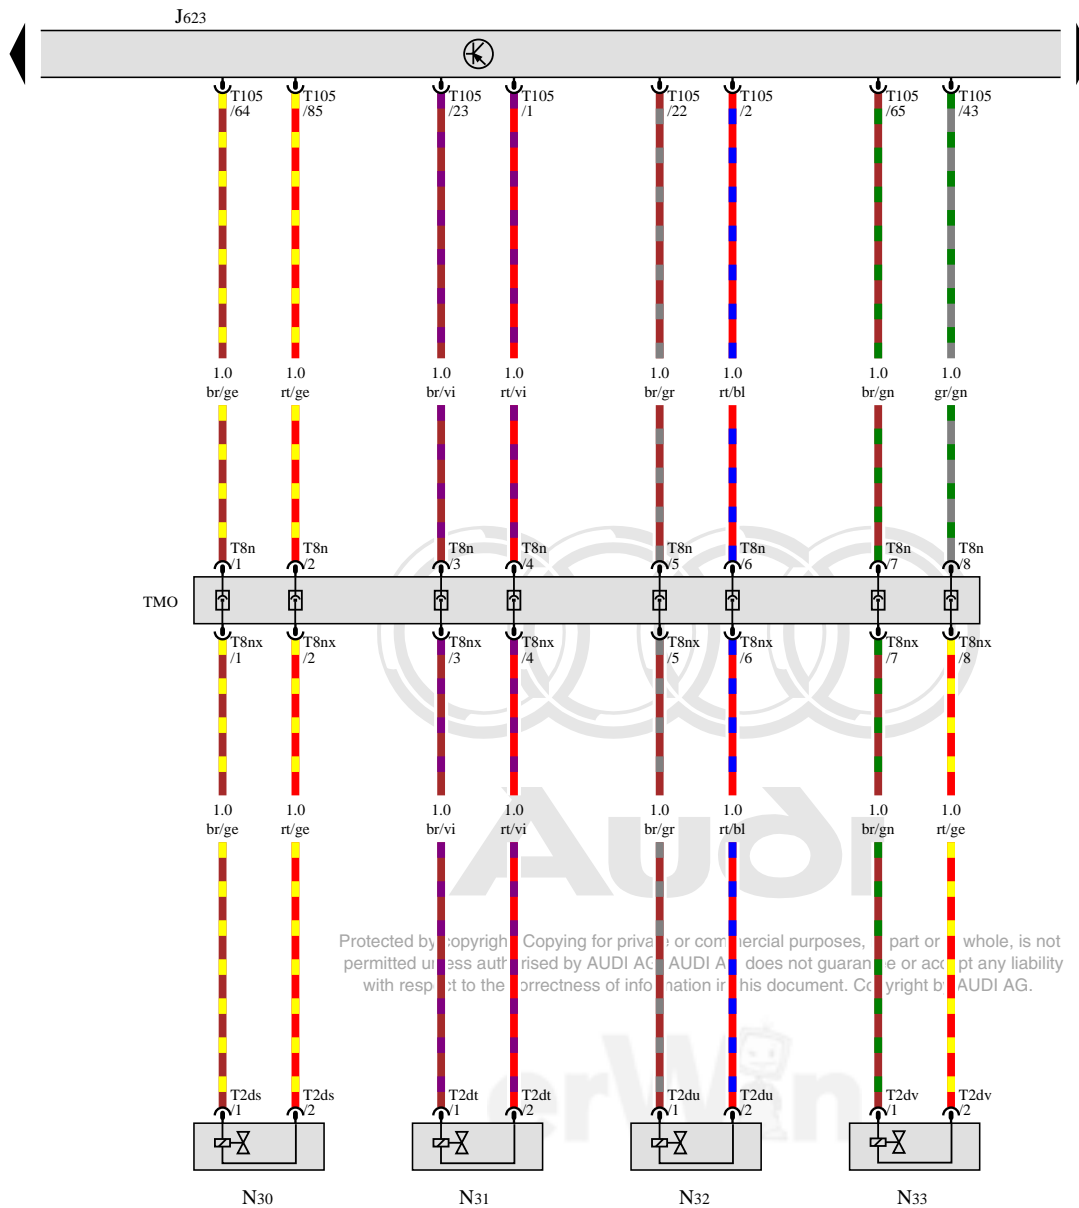 J623
T105 T105 T105 T105 T105 T105 T105 T105
/64 /85 /23 /1 /22 /2 /65 /43
1.0 1.0 1.0 1.0 1.0 1.0 1.0 1.0
br/ge rt/ge br/vi rt/vi br/gr rt/bl br/gn gr/gn
T8n T8n T8n T8n T8n T8n T8n T8n
/1 /2 /3 /4 /5 /6 /7 /8
TMO
T8nx T8nx T8nx T8nx T8nx T8nx T8nx T8nx
/1 /2 /3 /4 /5 /6 /7 /8
1.0 1.0 1.0 1.0 1.0 1.0 1.0 1.0
br/ge rt/ge br/vi rt/vi br/gr rt/bl br/gn rt/ge
Audi
Protected by copyright. Copying for private or commercial purposes, in part or in whole, is not
permitted unless authorised by AUDI AG. AUDI AG does not guarantee or accept any liability
with respect to the correctness of information in this document. Copyright by AUDI AG.
erWin
T2ds T2ds T2dt T2dt T2du T2du T2dv T2dv
/1 /2 /1 /2 /1 /2 /1 /2
N30 N31 N32 N33